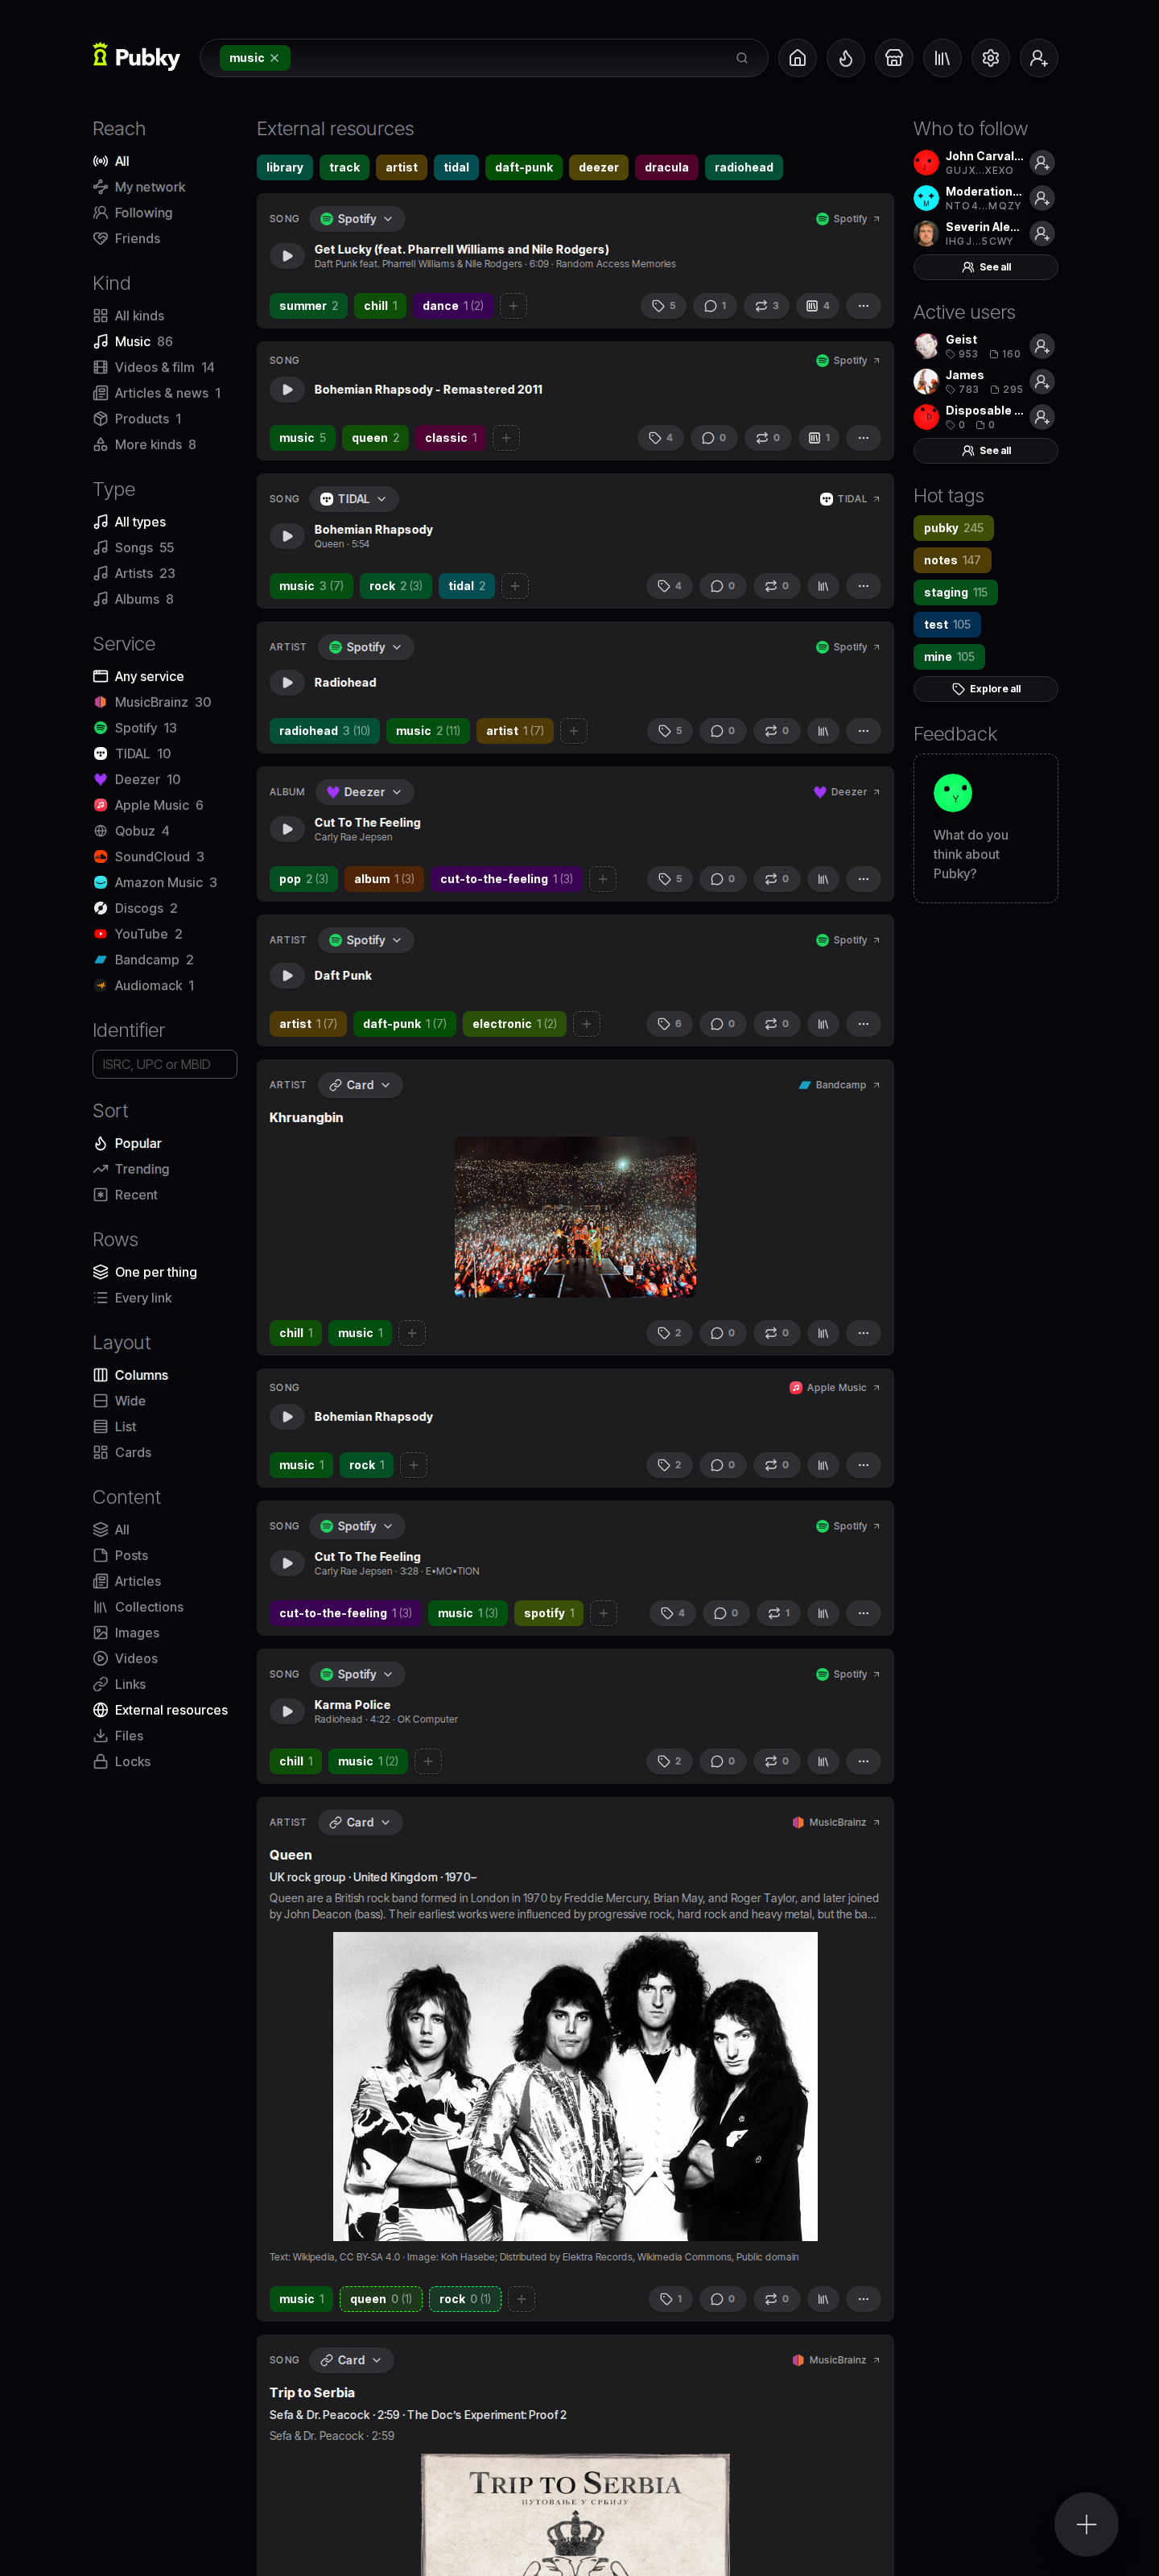 Pubky
music
Reach
All
My network
Following
Friends
Kind
All kinds
Music 86
Videos & film 14
Articles & news 1
Products 1
More kinds 8
Type
All types
Songs 55
Artists 23
Albums 8
Service
Any service
MusicBrainz 30
Spotify 13
TIDAL 10
Deezer 10
Apple Music 6
Qobuz 4
SoundCloud 3
Amazon Music 3
Discogs 2
YouTube 2
Bandcamp 2
Audiomack 1
Identifier
ISRC, UPC or MBID
Sort
Popular
Trending
Recent
Rows
One per thing
Every link
Layout
Columns
Wide
List
Cards
Content
All
Posts
Articles
Collections
Images
Videos
Links
External resources
Files
Locks
External resources
library track artist tidal daft-punk deezer dracula radiohead
SONG Spotify Spotify
Get Lucky (feat. Pharrell Williams and Nile Rodgers)
Daft Punk feat. Pharrell Williams & Nile Rodgers · 6:09 · Random Access Memories
summer 2 chill 1 dance 1 (2) 5 1 3 4
SONG Spotify
Bohemian Rhapsody - Remastered 2011
music 5 queen 2 classic 1 4 0 0 1
SONG TIDAL TIDAL
Bohemian Rhapsody
Queen · 5:54
music 3 (7) rock 2 (3) tidal 2 4 0 0
ARTIST Spotify Spotify
Radiohead
radiohead 3 (10) music 2 (11) artist 1 (7) 5 0 0
ALBUM Deezer Deezer
Cut To The Feeling
Carly Rae Jepsen
pop 2 (3) album 1 (3) cut-to-the-feeling 1 (3) 5 0 0
ARTIST Spotify Spotify
Daft Punk
artist 1 (7) daft-punk 1 (7) electronic 1 (2) 6 0 0
ARTIST Card Bandcamp
Khruangbin
chill 1 music 1 2 0 0
SONG Apple Music
Bohemian Rhapsody
music 1 rock 1 2 0 0
SONG Spotify Spotify
Cut To The Feeling
Carly Rae Jepsen · 3:28 · E•MO•TION
cut-to-the-feeling 1 (3) music 1 (3) spotify 1 4 0 1
SONG Spotify Spotify
Karma Police
Radiohead · 4:22 · OK Computer
chill 1 music 1 (2) 2 0 0
ARTIST Card MusicBrainz
Queen
UK rock group · United Kingdom · 1970–
Queen are a British rock band formed in London in 1970 by Freddie Mercury, Brian May, and Roger Taylor, and later joined
by John Deacon (bass). Their earliest works were influenced by progressive rock, hard rock and heavy metal, but the ba...
Text: Wikipedia, CC BY-SA 4.0 · Image: Koh Hasebe; Distributed by Elektra Records, Wikimedia Commons, Public domain
music 1 queen 0 (1) rock 0 (1) 1 0 0
SONG Card MusicBrainz
Trip to Serbia
Sefa & Dr. Peacock · 2:59 · The Doc's Experiment: Proof 2
Sefa & Dr. Peacock · 2:59
TRIP TO SERBIA
ПУТОВАЊЕ У СРБИЈУ
Who to follow
John Carval...
GUJX...XEXO
Moderation...
NTO4...MQZY
Severin Ale...
IHGJ...5CWY
See all
Active users
Geist
953 160
James
783 295
Disposable ...
0 0
See all
Hot tags
pubky 245
notes 147
staging 115
test 105
mine 105
Explore all
Feedback
What do you
think about
Pubky?